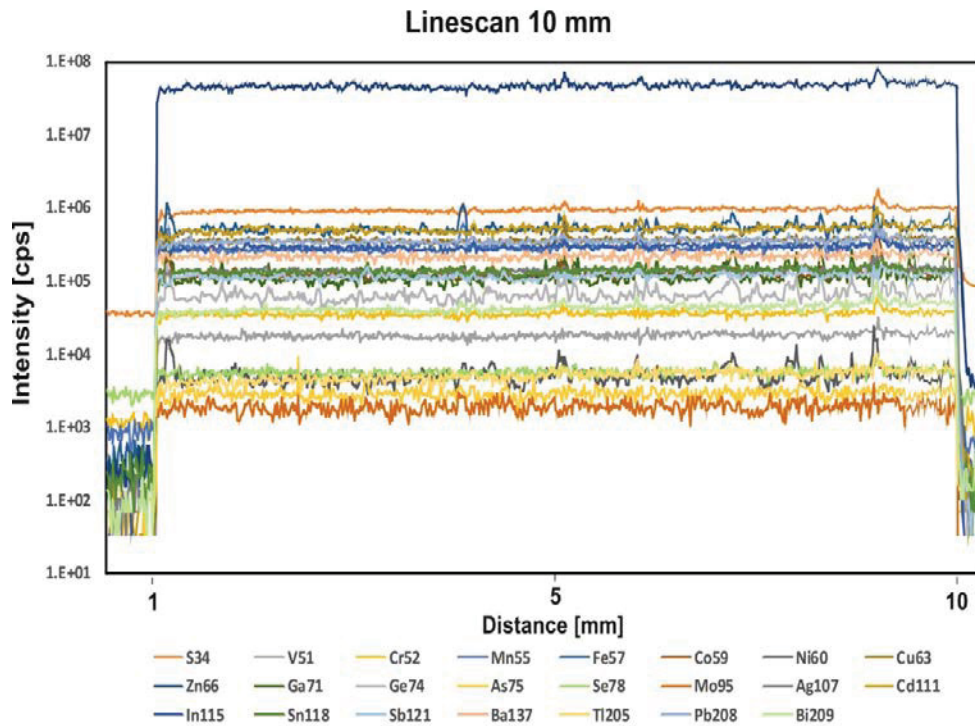 Linescan 10 mm
1.E+08
1.E+07
1.E+06
1.E+05
1.E+04
1.E+03
1.E+02
1.E+01
Intensity [cps]
1 5 10
Distance [mm]
S34 V51 Cr52 Mn55 Fe57 Co59 Ni60 Cu63
Zn66 Ga71 Ge74 As75 Se78 Mo95 Ag107 Cd111
In115 Sn118 Sb121 Ba137 Tl205 Pb208 Bi209